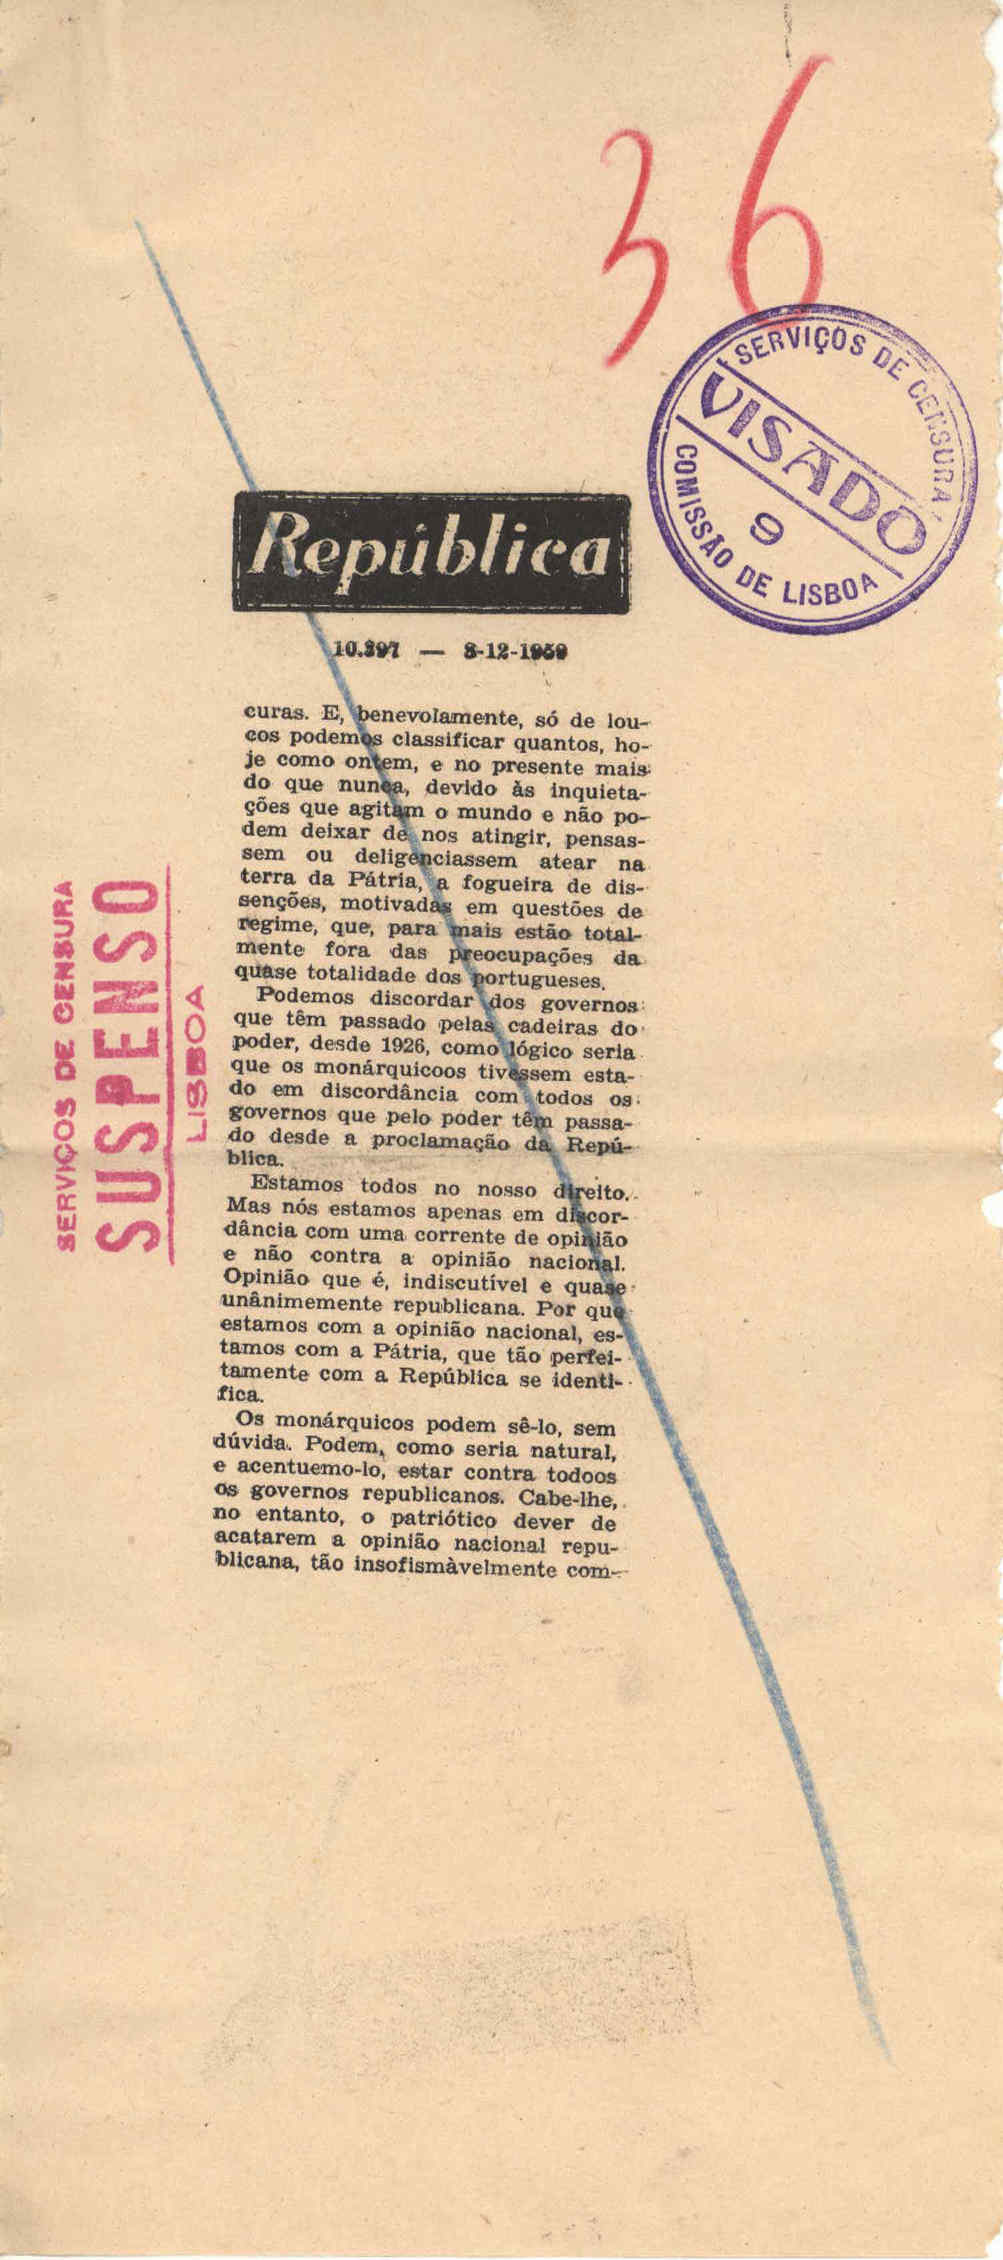 36
SERVIÇOS DE CENSURA
VISADO
9
COMISSÃO DE LISBOA
República
10.397 — 8-12-1959
SERVIÇOS DE CENSURA
SUSPENSO
LISBOA
curas. E, benevolamente, só de lou-
cos podemos classificar quantos, ho-
je como ontem, e no presente mais
do que nunca, devido às inquieta-
ções que agitam o mundo e não po-
dem deixar de nos atingir, pensas-
sem ou deligenciassem atear na
terra da Pátria, a fogueira de dis-
senções, motivadas em questões de
regime, que, para mais estão total-
mente fora das preocupações da
quase totalidade dos portugueses.
Podemos discordar dos governos
que têm passado pelas cadeiras do
poder, desde 1926, como lógico seria
que os monárquicoos tivessem esta-
do em discordância com todos os
governos que pelo poder têm passa-
do desde a proclamação da Repú-
blica.
Estamos todos no nosso direito.
Mas nós estamos apenas em discor-
dância com uma corrente de opinião
e não contra a opinião nacional.
Opinião que é, indiscutível e quase
unânimemente republicana. Por que
estamos com a opinião nacional, es-
tamos com a Pátria, que tão perfei-
tamente com a República se identi-
fica.
Os monárquicos podem sê-lo, sem
dúvida. Podem, como seria natural,
e acentuemo-lo, estar contra todoos
os governos republicanos. Cabe-lhe,
no entanto, o patriótico dever de
acatarem a opinião nacional repu-
blicana, tão insofismàvelmente com-